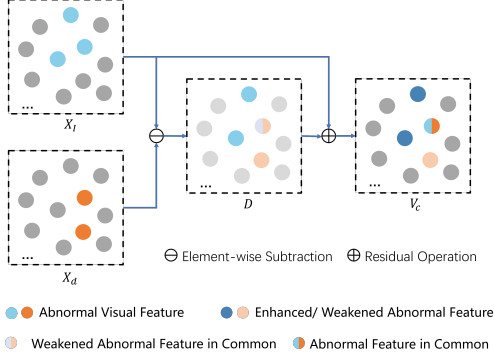 ...
X_I
...
X_d
...
D
...
V_c
Element-wise Subtraction
Residual Operation
Abnormal Visual Feature
Enhanced/ Weakened Abnormal Feature
Weakened Abnormal Feature in Common
Abnormal Feature in Common